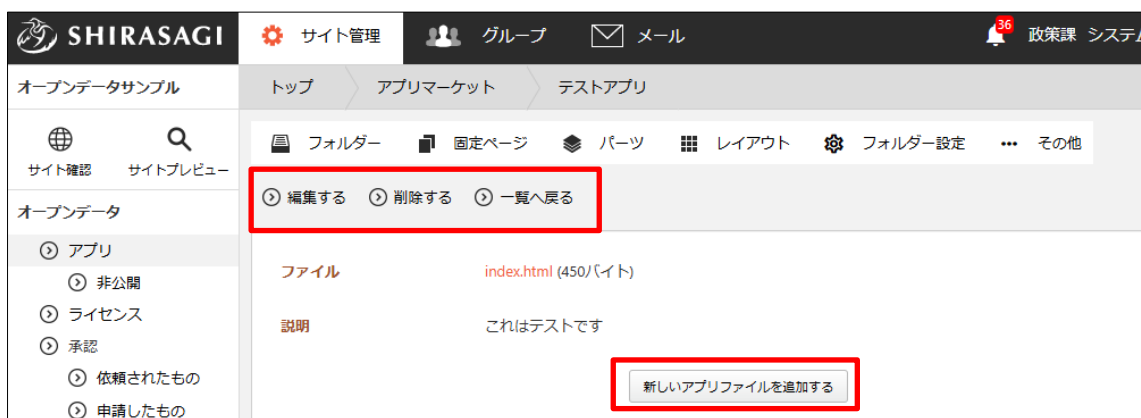 SHIRASAGI サイト管理 グループ メール 36 政策課 システム
オープンデータサンプル トップ アプリマーケット テストアプリ
フォルダー 固定ページ パーツ レイアウト フォルダー設定 ••• その他
サイト確認 サイトプレビュー
編集する 削除する 一覧へ戻る
オープンデータ
アプリ
非公開
ライセンス
承認
依頼されたもの
申請したもの
ファイル index.html (450バイト)
説明 これはテストです
新しいアプリファイルを追加する